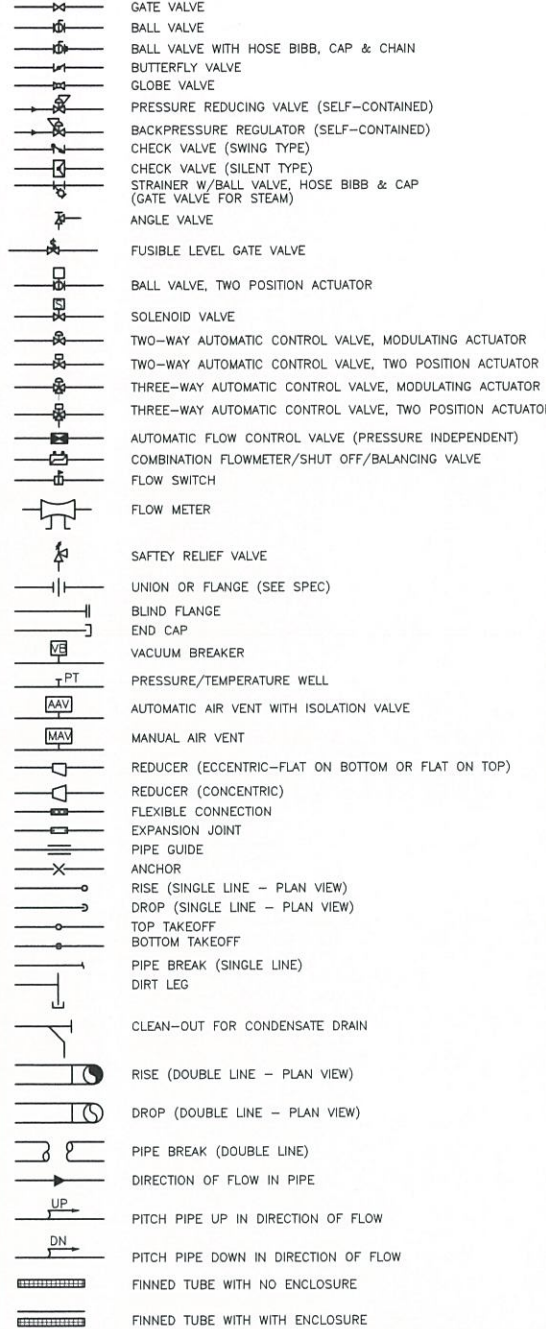 GATE VALVE
BALL VALVE
BALL VALVE WITH HOSE BIBB, CAP & CHAIN
BUTTERFLY VALVE
GLOBE VALVE
PRESSURE REDUCING VALVE (SELF-CONTAINED)
BACKPRESSURE REGULATOR (SELF-CONTAINED)
CHECK VALVE (SWING TYPE)
CHECK VALVE (SILENT TYPE)
STRAINER W/BALL VALVE, HOSE BIBB & CAP
(GATE VALVE FOR STEAM)
ANGLE VALVE
FUSIBLE LEVEL GATE VALVE
BALL VALVE, TWO POSITION ACTUATOR
S SOLENOID VALVE
TWO-WAY AUTOMATIC CONTROL VALVE, MODULATING ACTUATOR
TWO-WAY AUTOMATIC CONTROL VALVE, TWO POSITION ACTUATOR
THREE-WAY AUTOMATIC CONTROL VALVE, MODULATING ACTUATOR
THREE-WAY AUTOMATIC CONTROL VALVE, TWO POSITION ACTUATOR
AUTOMATIC FLOW CONTROL VALVE (PRESSURE INDEPENDENT)
COMBINATION FLOWMETER/SHUT OFF/BALANCING VALVE
FLOW SWITCH
FLOW METER
SAFTEY RELIEF VALVE
UNION OR FLANGE (SEE SPEC)
BLIND FLANGE
END CAP
VB VACUUM BREAKER
PT PRESSURE/TEMPERATURE WELL
AAV AUTOMATIC AIR VENT WITH ISOLATION VALVE
MAV MANUAL AIR VENT
REDUCER (ECCENTRIC-FLAT ON BOTTOM OR FLAT ON TOP)
REDUCER (CONCENTRIC)
FLEXIBLE CONNECTION
EXPANSION JOINT
PIPE GUIDE
ANCHOR
RISE (SINGLE LINE - PLAN VIEW)
DROP (SINGLE LINE - PLAN VIEW)
TOP TAKEOFF
BOTTOM TAKEOFF
PIPE BREAK (SINGLE LINE)
DIRT LEG
CLEAN-OUT FOR CONDENSATE DRAIN
RISE (DOUBLE LINE - PLAN VIEW)
DROP (DOUBLE LINE - PLAN VIEW)
PIPE BREAK (DOUBLE LINE)
DIRECTION OF FLOW IN PIPE
UP PITCH PIPE UP IN DIRECTION OF FLOW
DN PITCH PIPE DOWN IN DIRECTION OF FLOW
FINNED TUBE WITH NO ENCLOSURE
FINNED TUBE WITH WITH ENCLOSURE